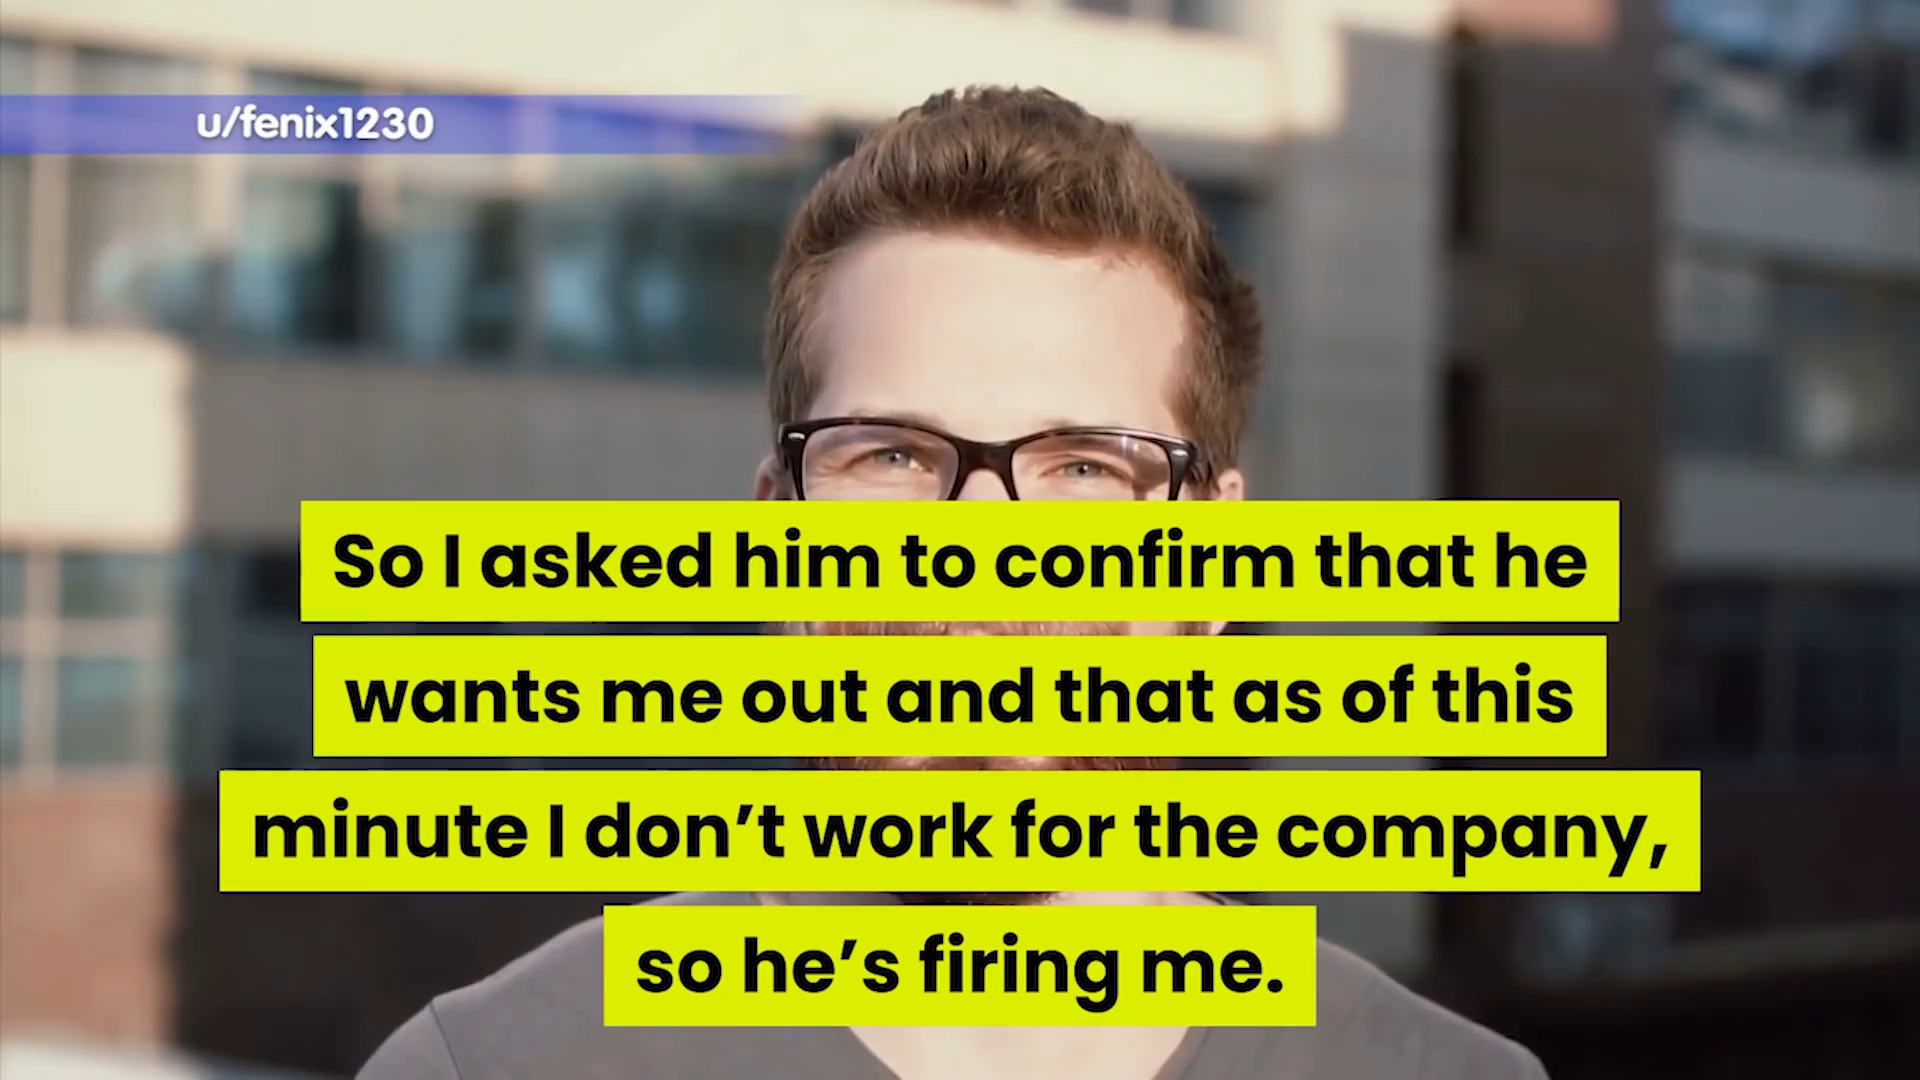 u/fenix1230
So I asked him to confirm that he
wants me out and that as of this
minute I don’t work for the company,
so he’s firing me.